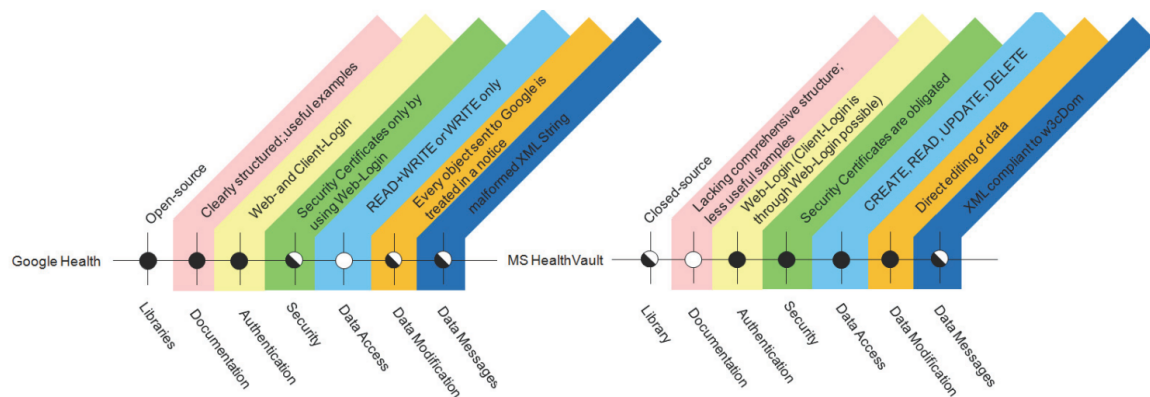 Google Health
Open-source
Clearly structured; useful examples
Web- and Client-Login
Security Certificates only by
using Web-Login
READ+WRITE or WRITE only
Every object sent to Google is
treated in a notice
malformed XML String
Libraries
Documentation
Authentication
Security
Data Access
Data Modification
Data Messages
MS HealthVault
Closed-source
Lacking comprehensive structure;
less useful samples
Web-Login (Client-Login is
through Web-Login possible)
Security Certificates are obligated
CREATE, READ, UPDATE, DELETE
Direct editing of data
XML compliant to w3cDom
Library
Documentation
Authentication
Security
Data Access
Data Modification
Data Messages